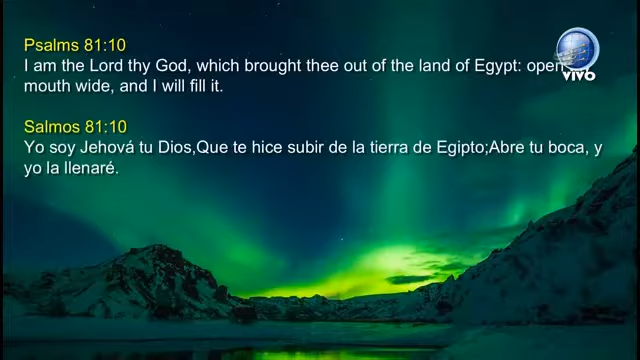 Psalms 81:10
I am the Lord thy God, which brought thee out of the land of Egypt: open
mouth wide, and I will fill it.
VIVO
Salmos 81:10
Yo soy Jehová tu Dios,Que te hice subir de la tierra de Egipto;Abre tu boca, y
yo la llenaré.